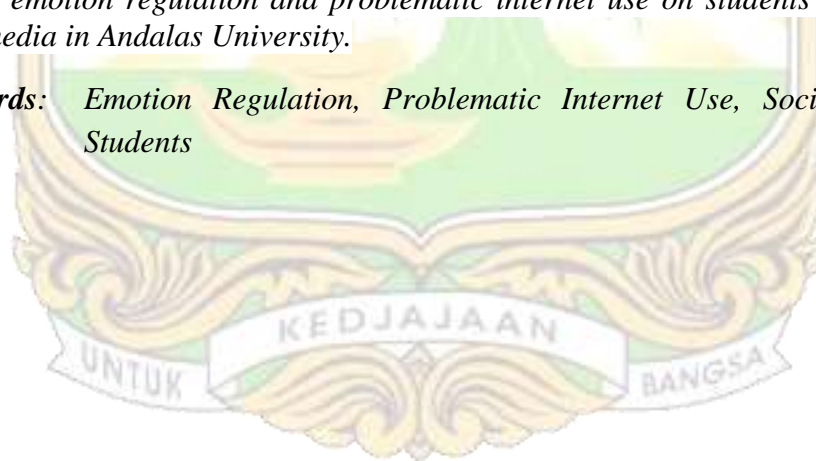 emotion regulation and problematic internet use on students
media in Andalas University.
rds: Emotion Regulation, Problematic Internet Use, Soci
Students
KEDJAJAAN
UNTUK
BANGSA